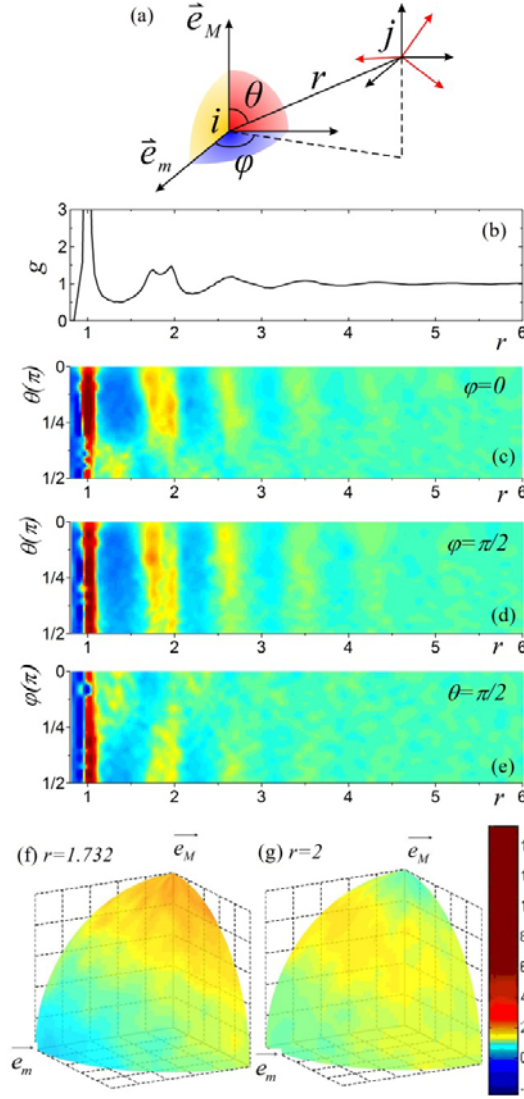 (a)
e_M
j
r
θ
i
e_m
φ
3
(b)
2
g
1
0
1 2 3 4 5 6
r
0
θ(π)
φ=0
1/4
(c)
1/2
1 2 3 4 5 6
r
0
θ(π)
φ=π/2
1/4
(d)
1/2
1 2 3 4 5 6
r
0
φ(π)
θ=π/2
1/4
(e)
1/2
1 2 3 4 5 6
r
(f) r=1.732
e_M
(g) r=2
e_M
e_m
e_m